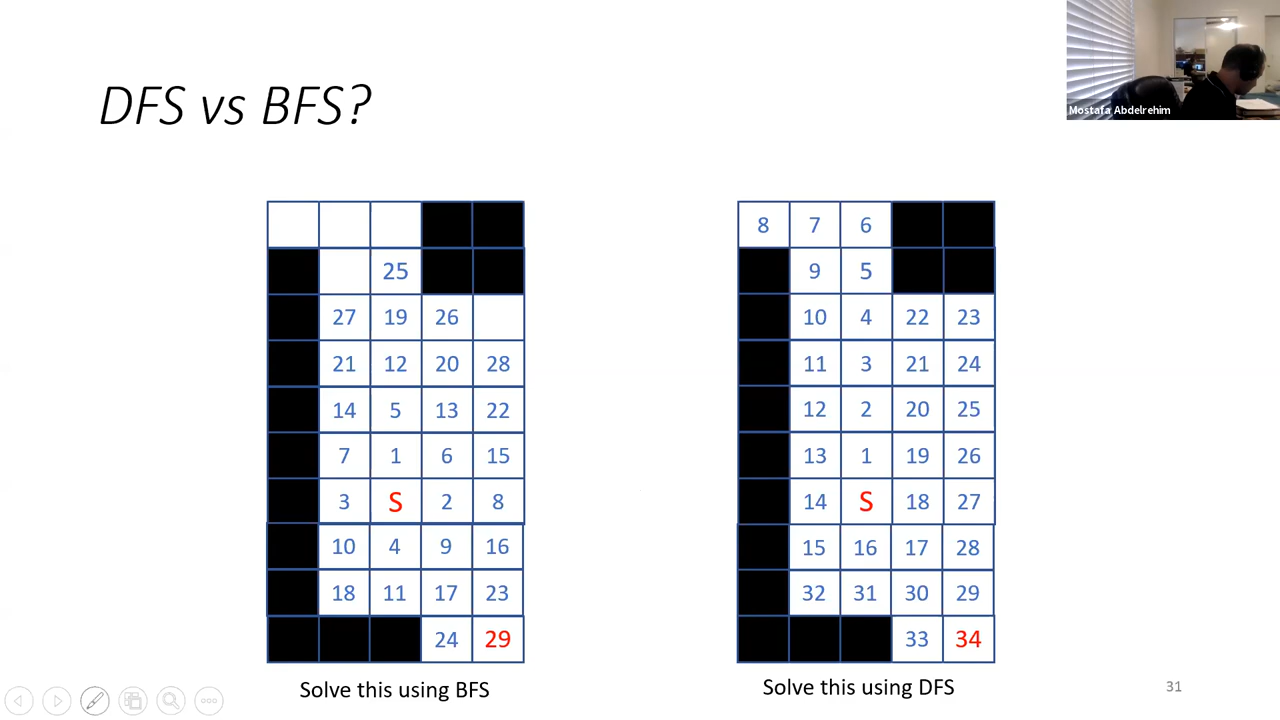 DFS vs BFS?
Mostafa Abdelrehim
25
27 19 26
21 12 20 28
14 5 13 22
7 1 6 15
3 S 2 8
10 4 9 16
18 11 17 23
24 29
Solve this using BFS
8 7 6
9 5
10 4 22 23
11 3 21 24
12 2 20 25
13 1 19 26
14 S 18 27
15 16 17 28
32 31 30 29
33 34
Solve this using DFS
31